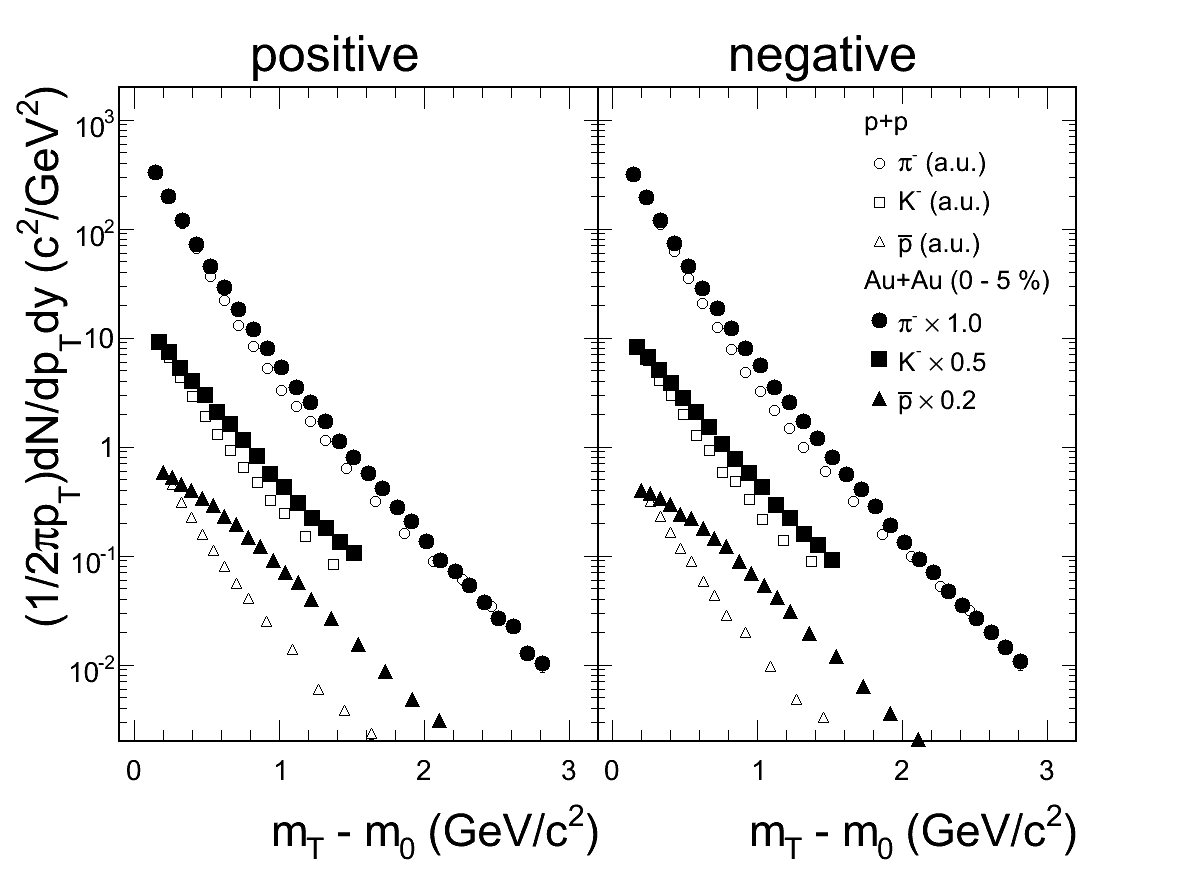 positive negative
(1/2πp_T)dN/dp_Tdy (c²/GeV²)
10³
10²
10
1
10⁻¹
10⁻²
p+p
π⁻ (a.u.)
K⁻ (a.u.)
p̅ (a.u.)
Au+Au (0 - 5 %)
π⁻ × 1.0
K⁻ × 0.5
p̅ × 0.2
0 1 2 3 0 1 2 3
m_T - m_0 (GeV/c²) m_T - m_0 (GeV/c²)